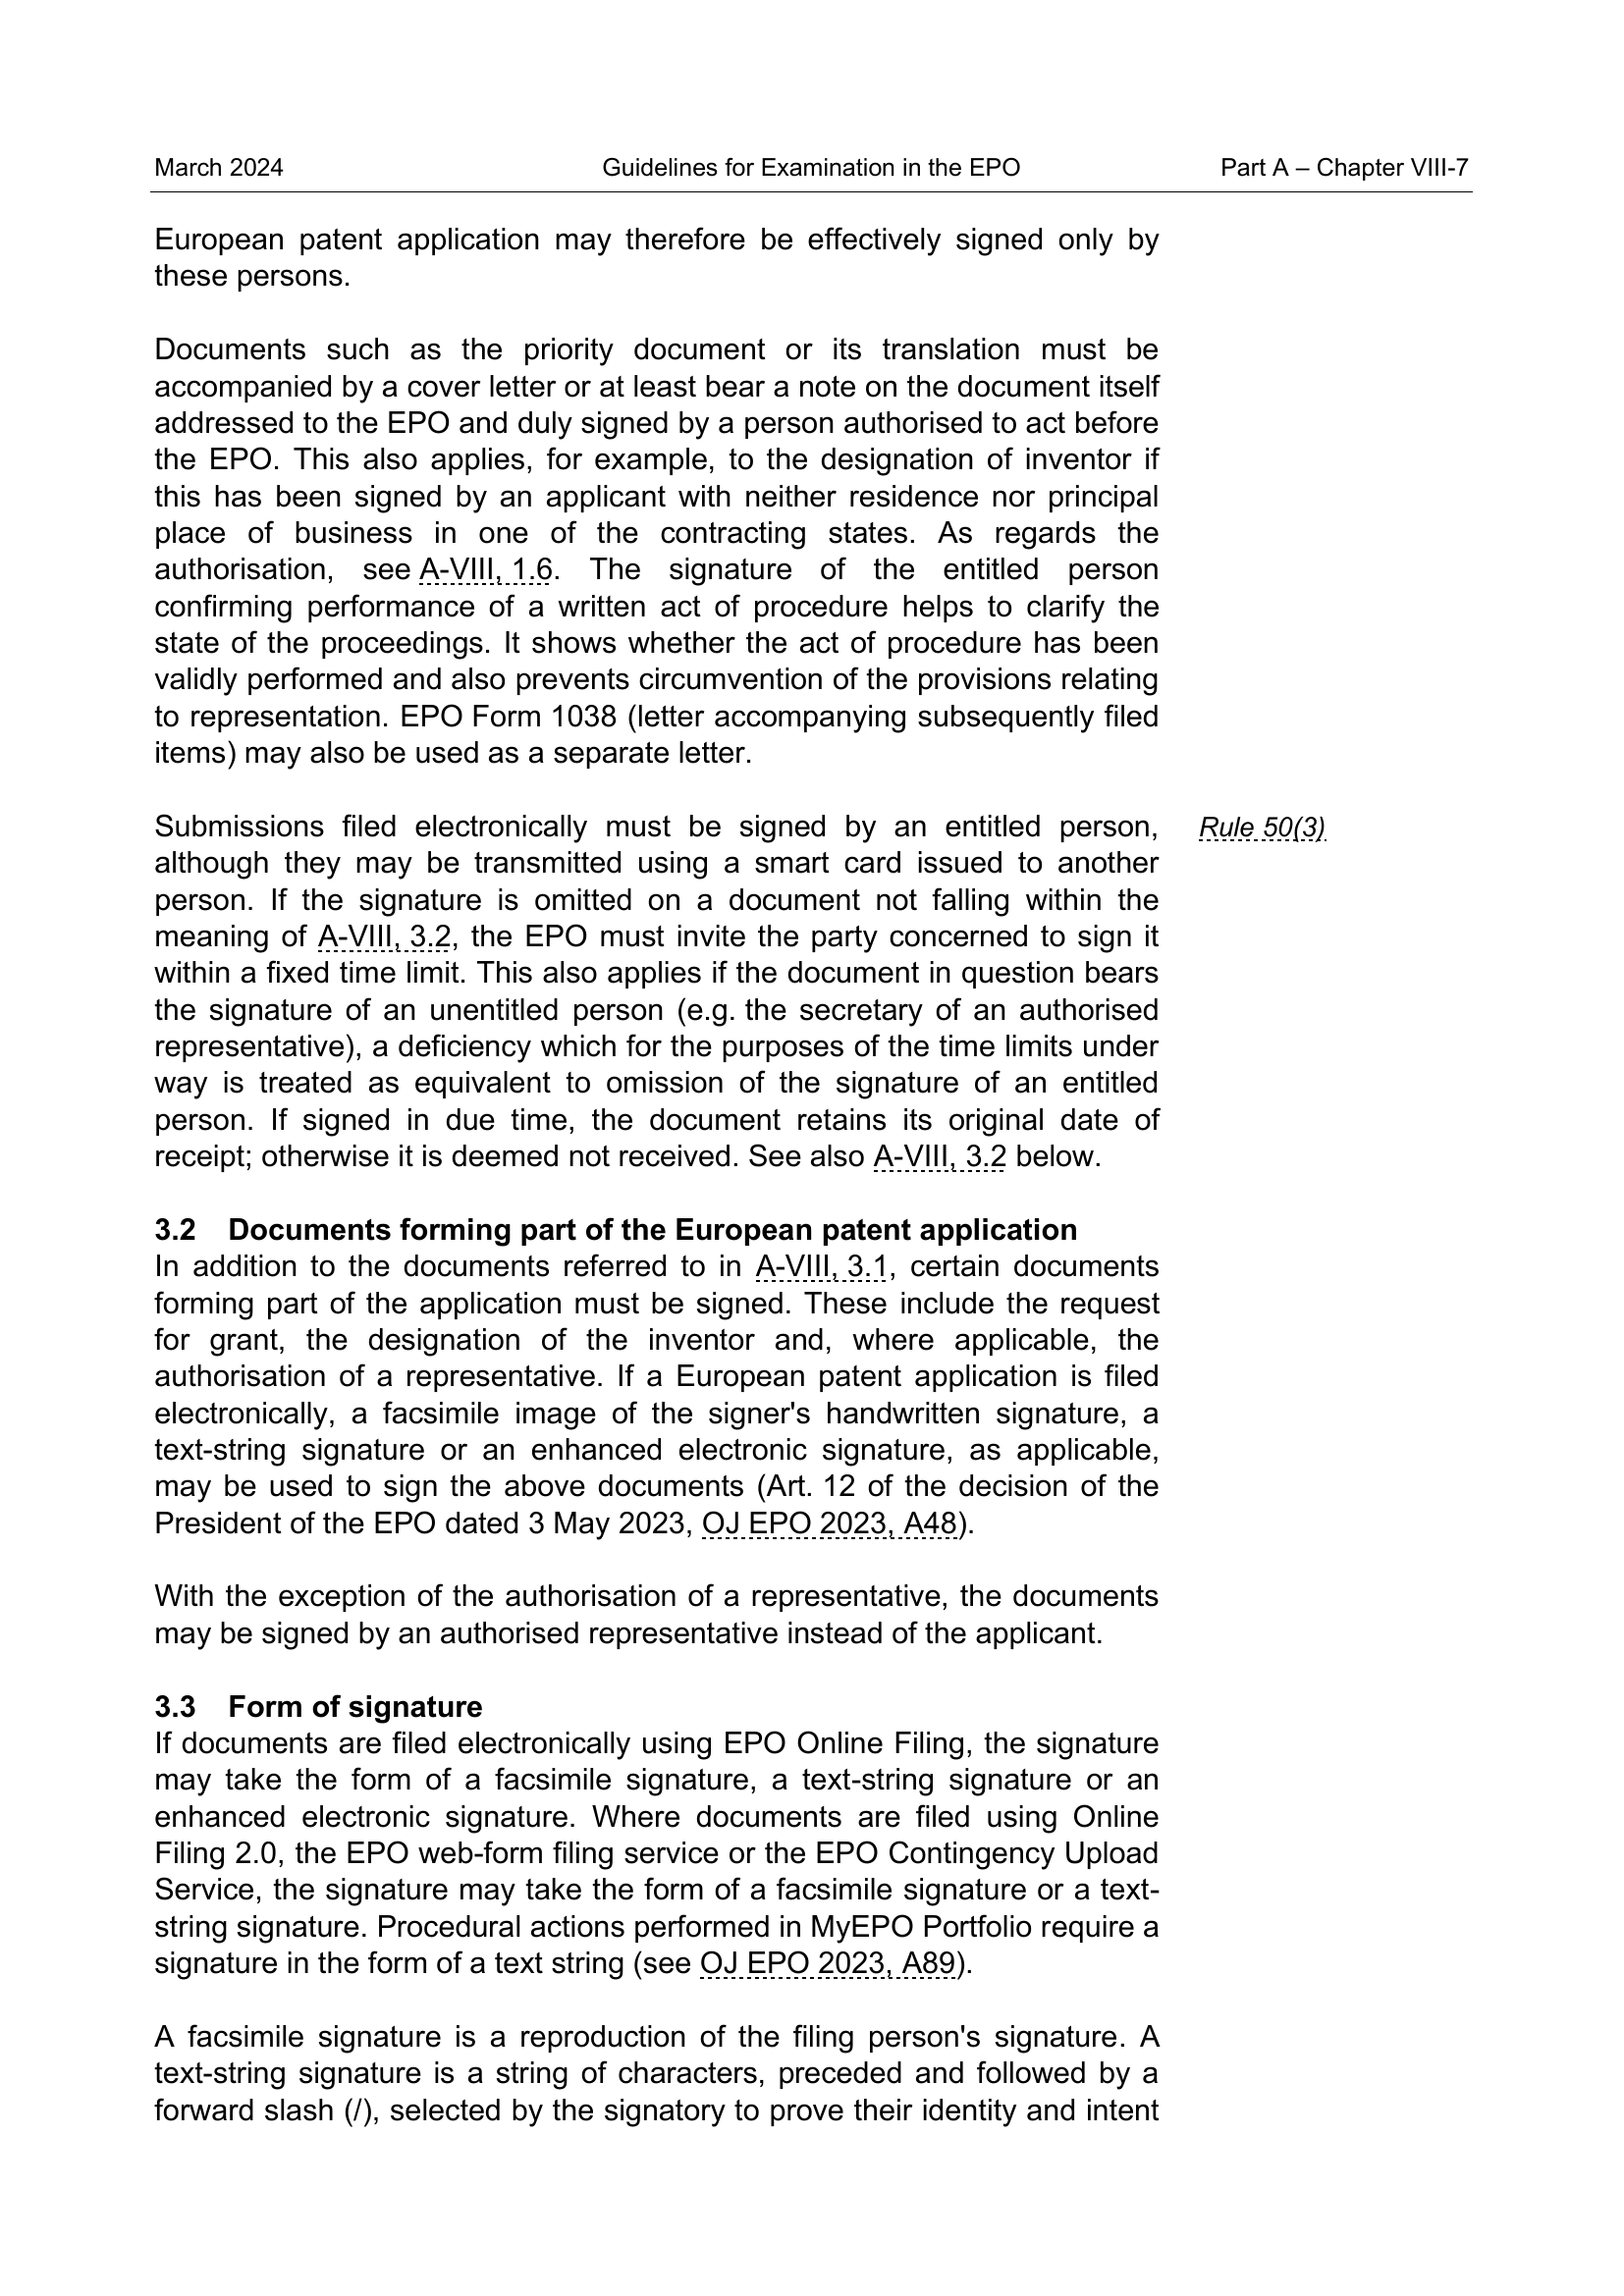 March 2024 Guidelines for Examination in the EPO Part A – Chapter VIII-7
European patent application may therefore be effectively signed only by
these persons.
Documents such as the priority document or its translation must be
accompanied by a cover letter or at least bear a note on the document itself
addressed to the EPO and duly signed by a person authorised to act before
the EPO. This also applies, for example, to the designation of inventor if
this has been signed by an applicant with neither residence nor principal
place of business in one of the contracting states. As regards the
authorisation, see A-VIII, 1.6. The signature of the entitled person
confirming performance of a written act of procedure helps to clarify the
state of the proceedings. It shows whether the act of procedure has been
validly performed and also prevents circumvention of the provisions relating
to representation. EPO Form 1038 (letter accompanying subsequently filed
items) may also be used as a separate letter.
Submissions filed electronically must be signed by an entitled person, Rule 50(3)
although they may be transmitted using a smart card issued to another
person. If the signature is omitted on a document not falling within the
meaning of A-VIII, 3.2, the EPO must invite the party concerned to sign it
within a fixed time limit. This also applies if the document in question bears
the signature of an unentitled person (e.g. the secretary of an authorised
representative), a deficiency which for the purposes of the time limits under
way is treated as equivalent to omission of the signature of an entitled
person. If signed in due time, the document retains its original date of
receipt; otherwise it is deemed not received. See also A-VIII, 3.2 below.
3.2 Documents forming part of the European patent application
In addition to the documents referred to in A-VIII, 3.1, certain documents
forming part of the application must be signed. These include the request
for grant, the designation of the inventor and, where applicable, the
authorisation of a representative. If a European patent application is filed
electronically, a facsimile image of the signer's handwritten signature, a
text-string signature or an enhanced electronic signature, as applicable,
may be used to sign the above documents (Art. 12 of the decision of the
President of the EPO dated 3 May 2023, OJ EPO 2023, A48).
With the exception of the authorisation of a representative, the documents
may be signed by an authorised representative instead of the applicant.
3.3 Form of signature
If documents are filed electronically using EPO Online Filing, the signature
may take the form of a facsimile signature, a text-string signature or an
enhanced electronic signature. Where documents are filed using Online
Filing 2.0, the EPO web-form filing service or the EPO Contingency Upload
Service, the signature may take the form of a facsimile signature or a text-
string signature. Procedural actions performed in MyEPO Portfolio require a
signature in the form of a text string (see OJ EPO 2023, A89).
A facsimile signature is a reproduction of the filing person's signature. A
text-string signature is a string of characters, preceded and followed by a
forward slash (/), selected by the signatory to prove their identity and intent